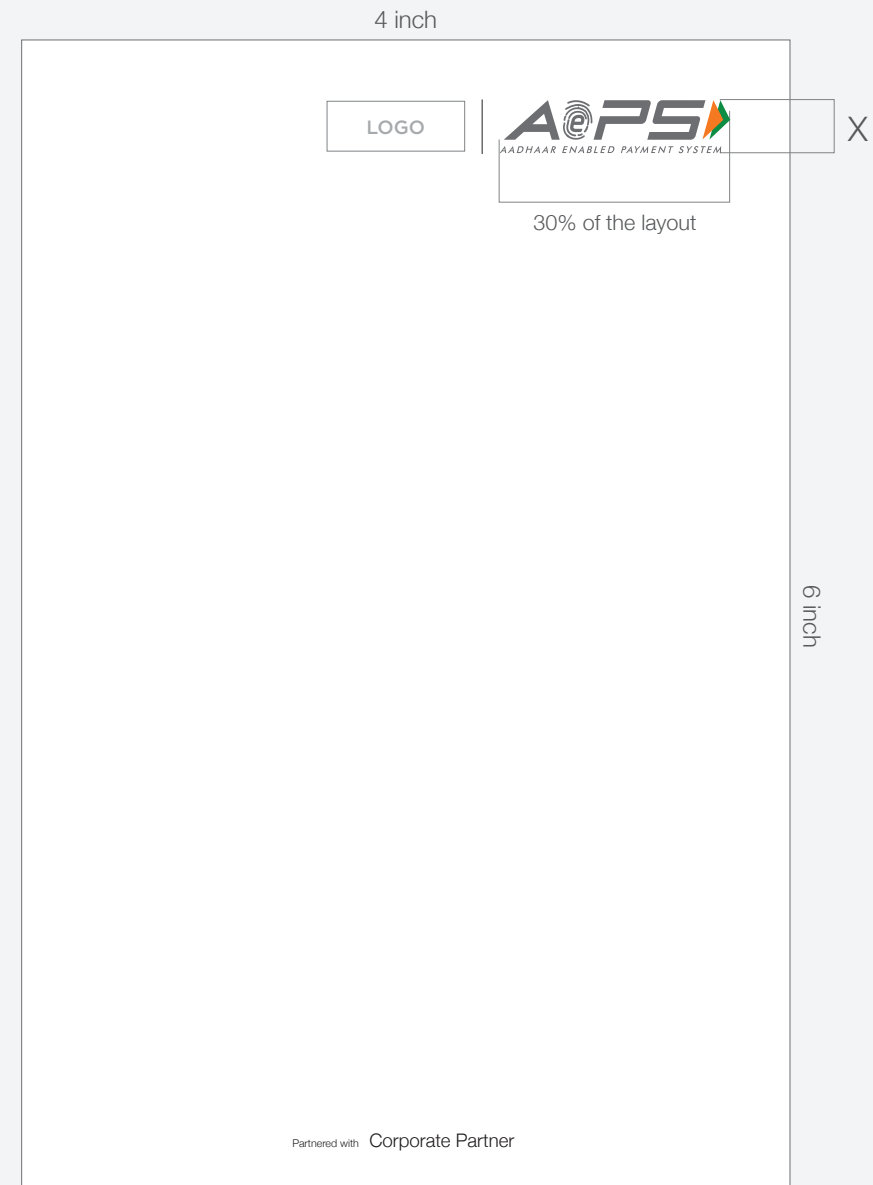 4 inch
LOGO
AePS
X
AADHAAR ENABLED PAYMENT SYSTEM
30% of the layout
6 inch
Partnered with Corporate Partner